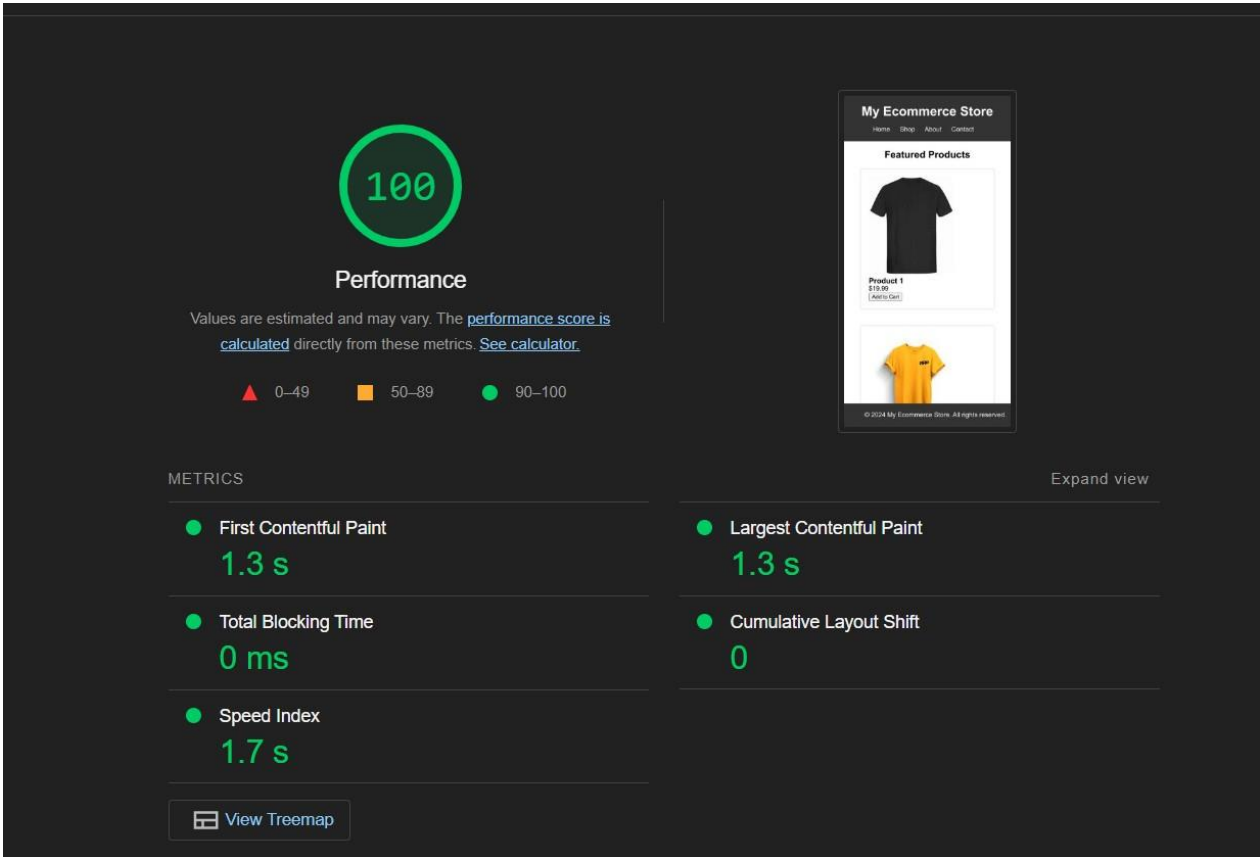 100
Performance
Values are estimated and may vary. The performance score is
calculated directly from these metrics. See calculator.
0–49
50–89
90–100
My Ecommerce Store
Home Shop About Contact
Featured Products
Product 1
$19.99
Add to Cart
© 2024 My Ecommerce Store. All rights reserved.
METRICS
Expand view
First Contentful Paint
1.3 s
Largest Contentful Paint
1.3 s
Total Blocking Time
0 ms
Cumulative Layout Shift
0
Speed Index
1.7 s
View Treemap